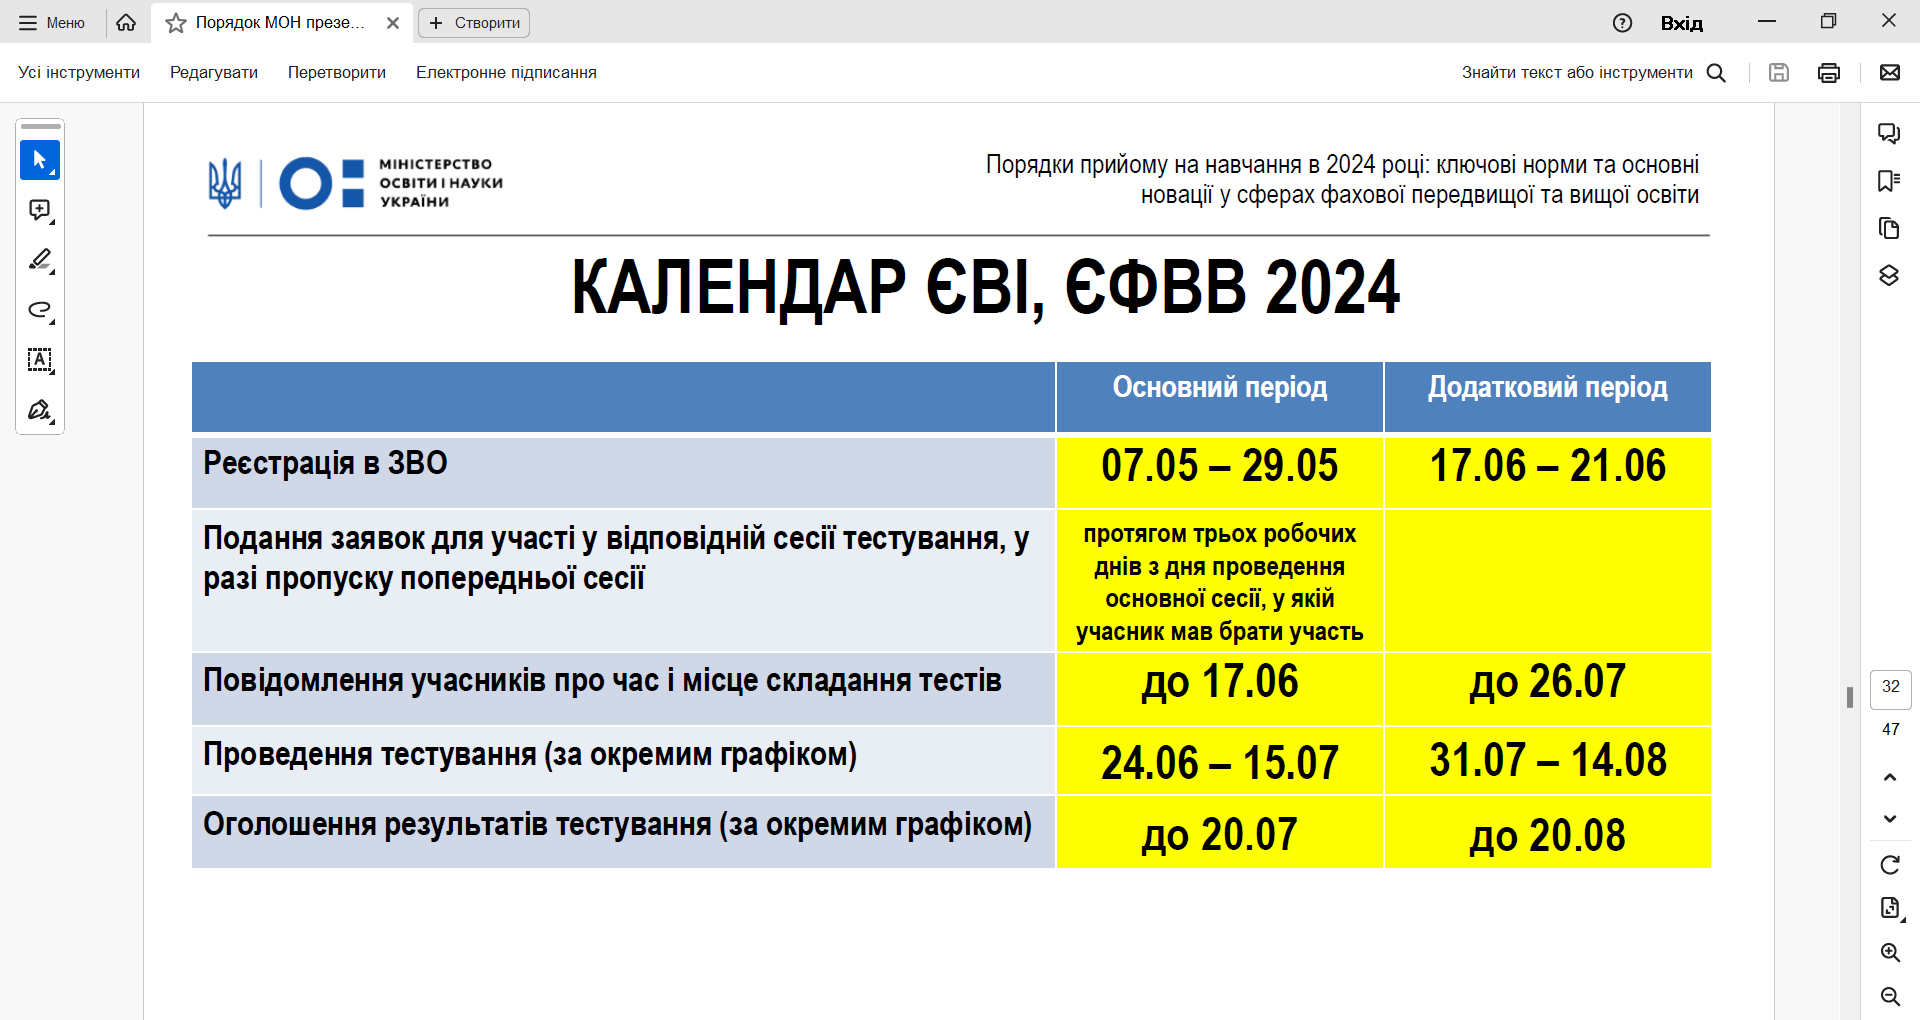 Меню
Порядок МОН презе...
Створити
Вхід
Усі інструменти
Редагувати
Перетворити
Електронне підписання
Знайти текст або інструменти
МІНІСТЕРСТВО
ОСВІТИ І НАУКИ
УКРАЇНИ
Порядки прийому на навчання в 2024 році: ключові норми та основні
новації у сферах фахової передвищої та вищої освіти
КАЛЕНДАР ЄВІ, ЄФВВ 2024
Основний період
Додатковий період
Реєстрація в ЗВО
07.05 – 29.05
17.06 – 21.06
Подання заявок для участі у відповідній сесії тестування, у
разі пропуску попередньої сесії
протягом трьох робочих
днів з дня проведення
основної сесії, у якій
учасник мав брати участь
Повідомлення учасників про час і місце складання тестів
до 17.06
до 26.07
Проведення тестування (за окремим графіком)
24.06 – 15.07
31.07 – 14.08
Оголошення результатів тестування (за окремим графіком)
до 20.07
до 20.08
32
47